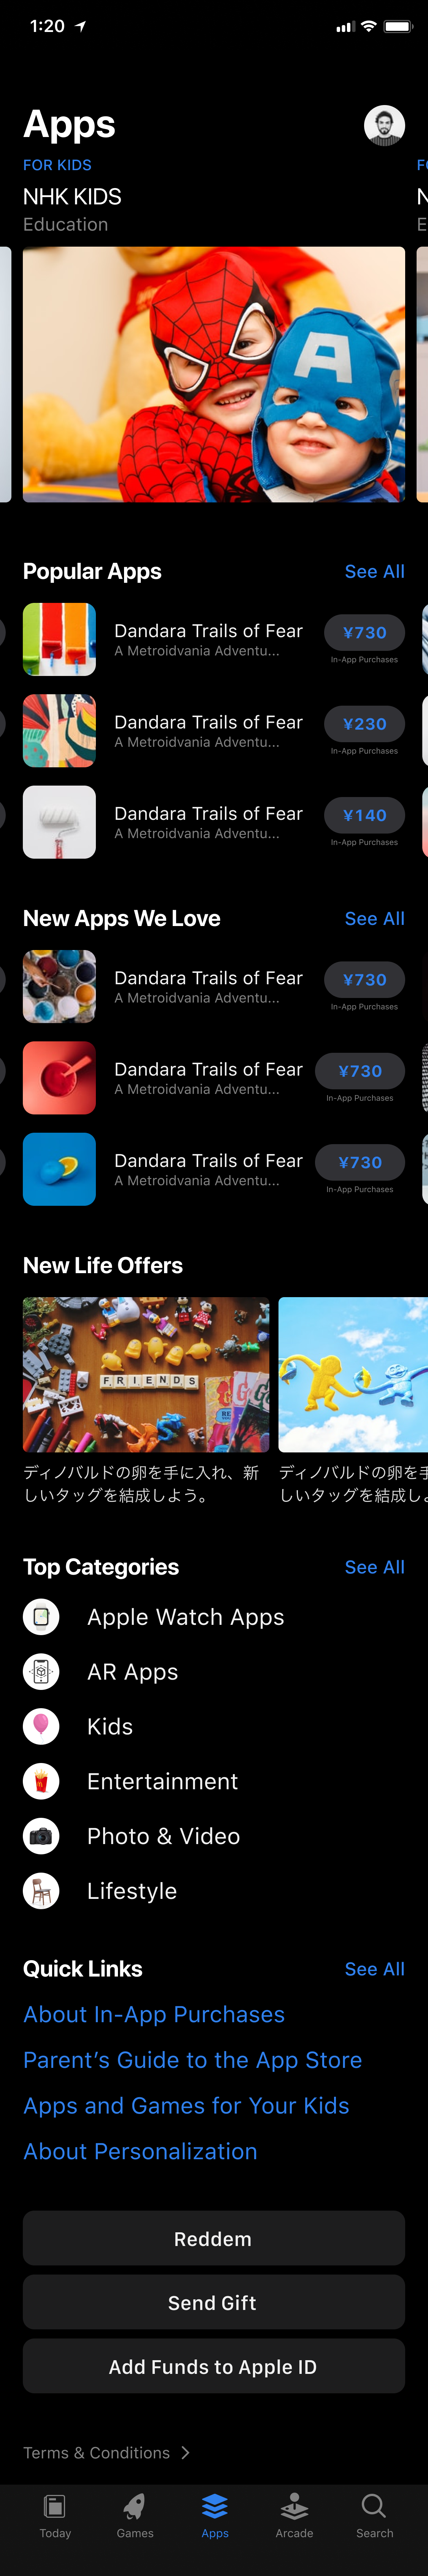 1:20
Apps
FOR KIDS
NHK KIDS
Education
A
Popular Apps
See All
Dandara Trails of Fear
A Metroidvania Adventu...
¥730
In-App Purchases
Dandara Trails of Fear
A Metroidvania Adventu...
¥230
In-App Purchases
Dandara Trails of Fear
A Metroidvania Adventu...
¥140
In-App Purchases
New Apps We Love
See All
Dandara Trails of Fear
A Metroidvania Adventu...
¥730
In-App Purchases
Dandara Trails of Fear
A Metroidvania Adventu...
¥730
In-App Purchases
Dandara Trails of Fear
A Metroidvania Adventu...
¥730
In-App Purchases
New Life Offers
FRIENDS
ディノバルドの卵を手に入れ、新
しいタッグを結成しよう。
ディノバルドの卵を手
しいタッグを結成し
Top Categories
See All
Apple Watch Apps
AR Apps
Kids
Entertainment
Photo & Video
Lifestyle
Quick Links
See All
About In-App Purchases
Parent’s Guide to the App Store
Apps and Games for Your Kids
About Personalization
Reddem
Send Gift
Add Funds to Apple ID
Terms & Conditions
Today
Games
Apps
Arcade
Search